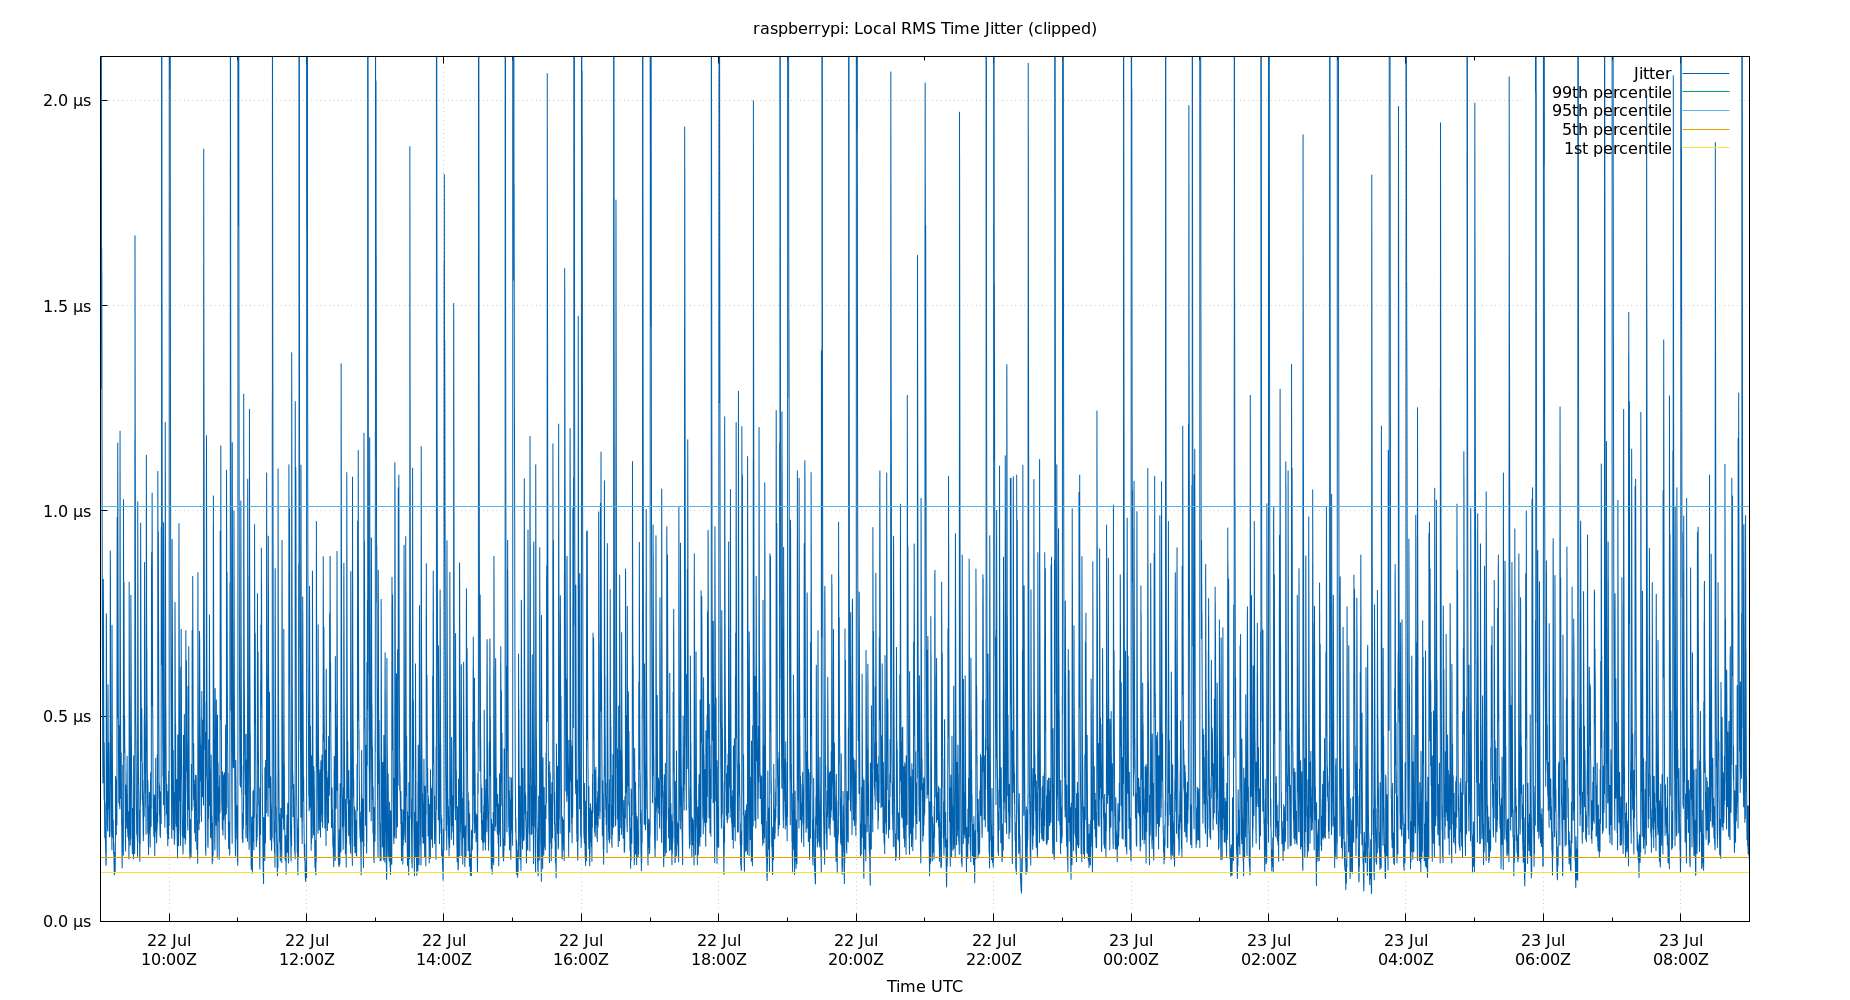 raspberrypi: Local RMS Time Jitter (clipped)
Jitter
99th percentile
95th percentile
5th percentile
1st percentile
2.0 µs
1.5 µs
1.0 µs
0.5 µs
0.0 µs
22 Jul 22 Jul 22 Jul 22 Jul 22 Jul 22 Jul 22 Jul 23 Jul 23 Jul 23 Jul 23 Jul 23 Jul
10:00Z 12:00Z 14:00Z 16:00Z 18:00Z 20:00Z 22:00Z 00:00Z 02:00Z 04:00Z 06:00Z 08:00Z
Time UTC